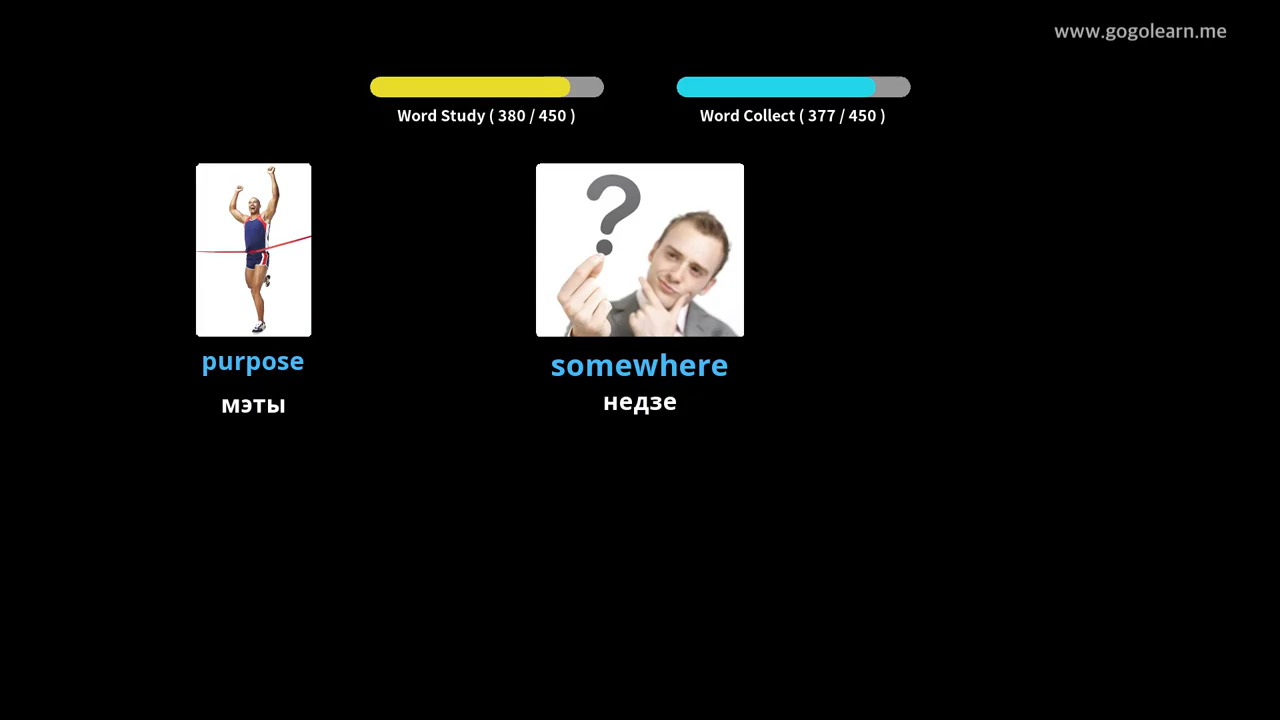 www.gogolearn.me
Word Study ( 380 / 450 )
Word Collect ( 377 / 450 )
purpose
мэты
somewhere
недзе